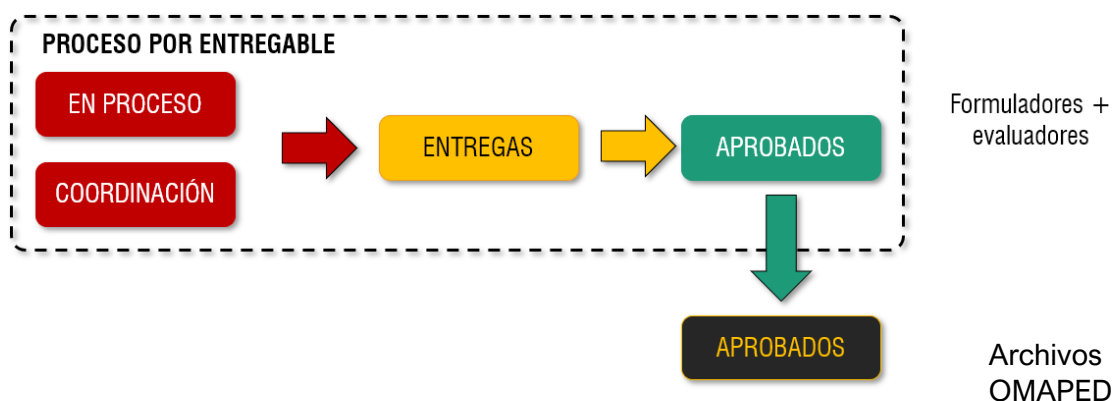 PROCESO POR ENTREGABLE
EN PROCESO
COORDINACIÓN
ENTREGAS
APROBADOS
Formuladores +
evaluadores
APROBADOS
Archivos
OMAPED